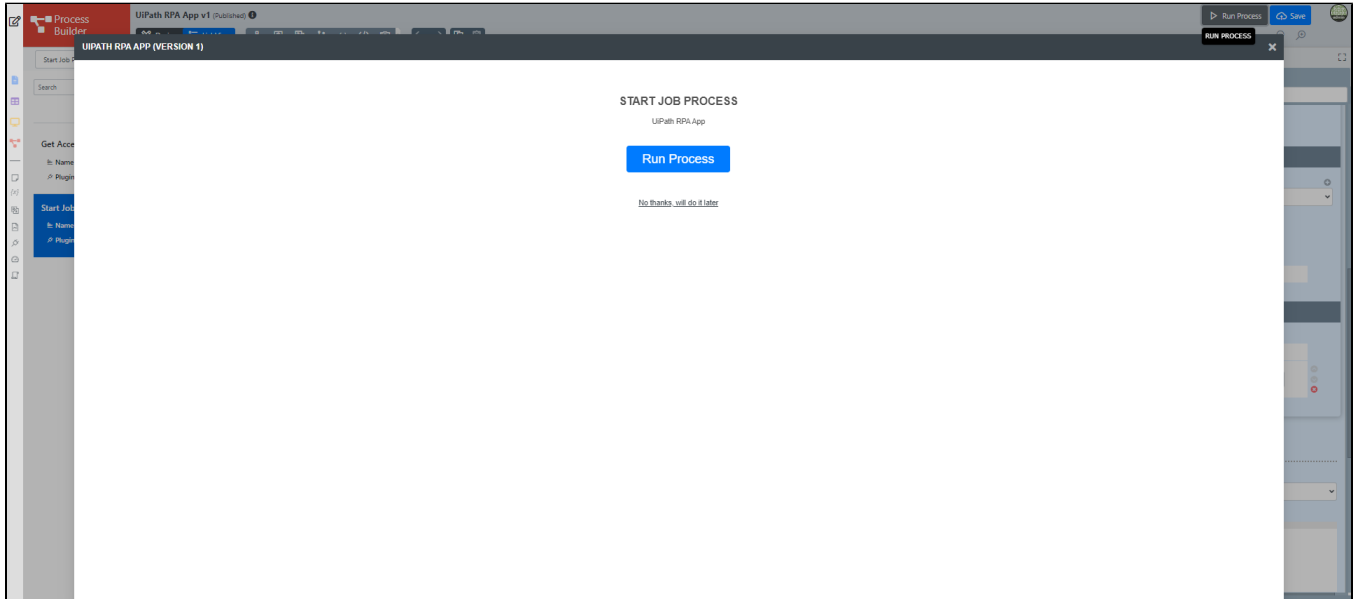 Process
Builder
UiPath RPA App v1 (Published)
Run Process
Save
RUN PROCESS
UIPATH RPA APP (VERSION 1)
×
Start Job
Search
START JOB PROCESS
UiPath RPA App
Run Process
No thanks, will do it later
Get Acce
Name
Plugin
Start Job
Name
Plugin